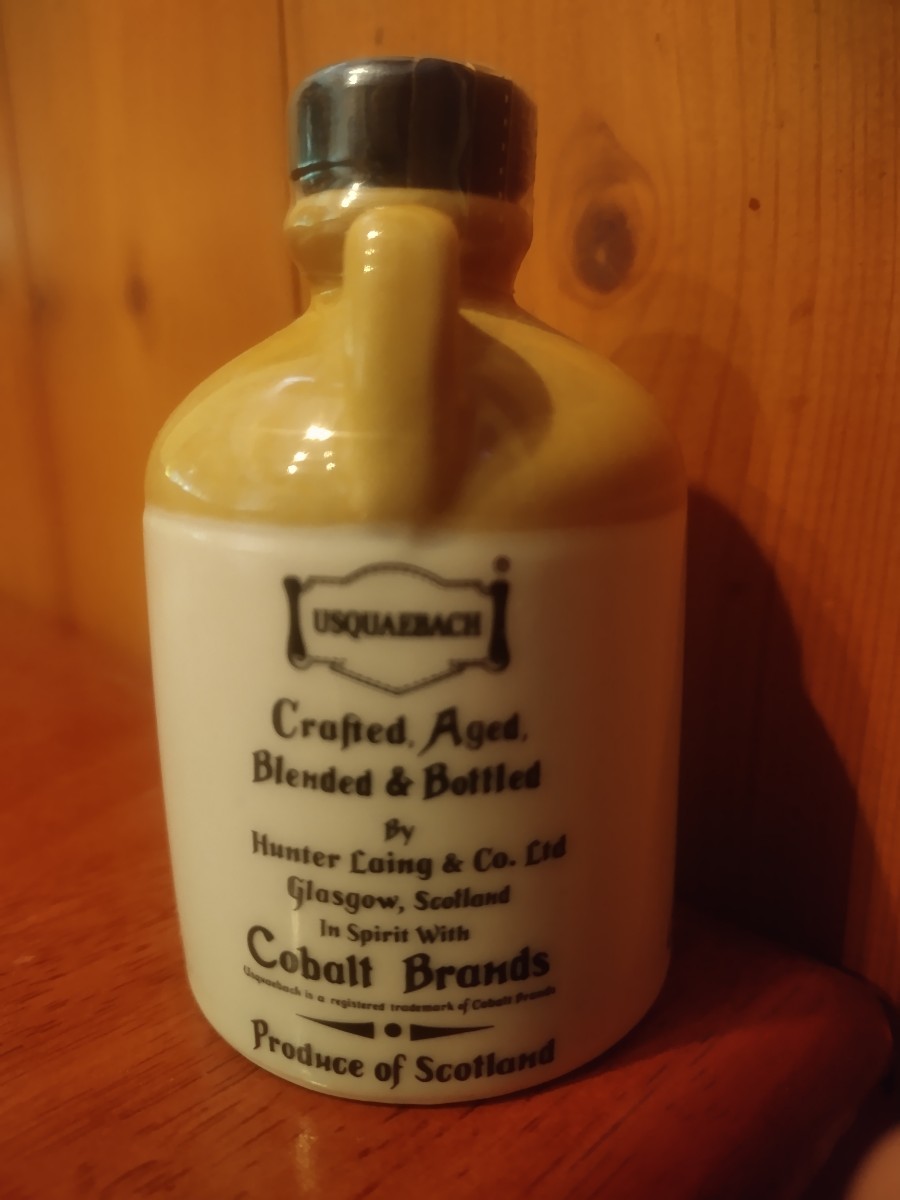 USQUAEBACH
®
Crafted, Aged,
Blended & Bottled
By
Hunter Laing & Co. Ltd
Glasgow, Scotland
In Spirit With
Cobalt Brands
Usquaebach is a registered trademark of Cobalt Brands
Produce of Scotland